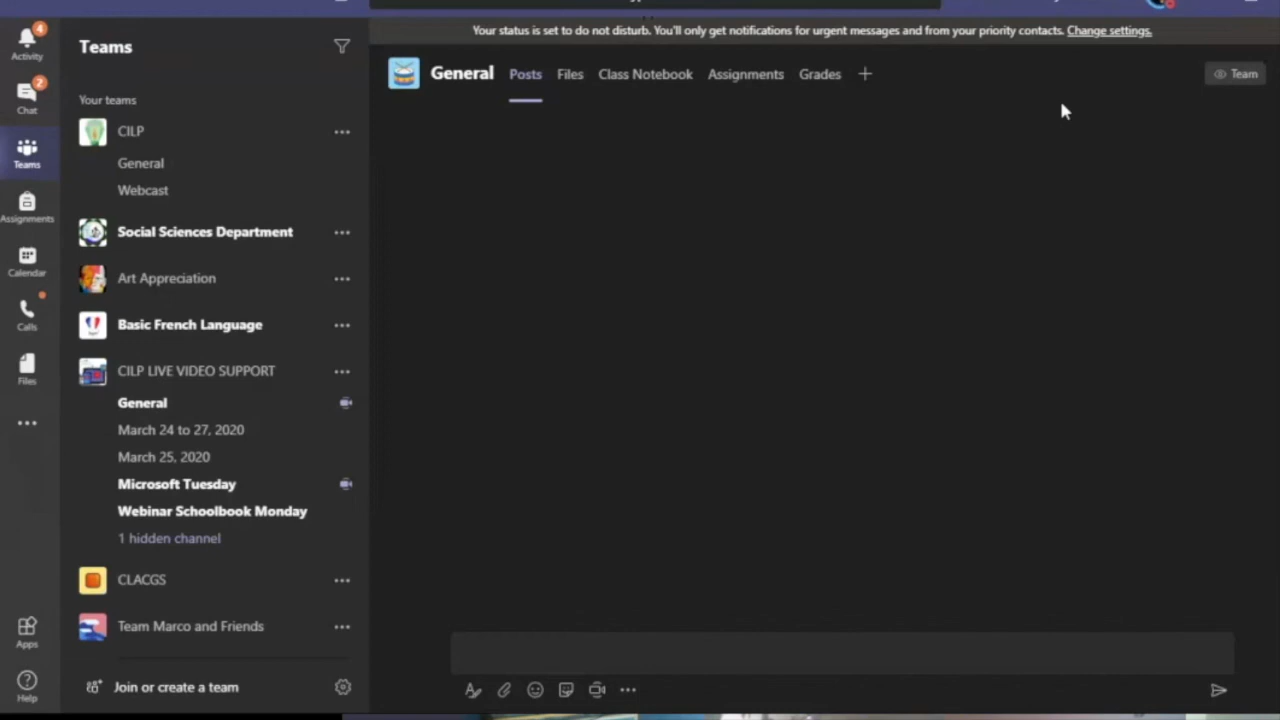 Your status is set to do not disturb. You'll only get notifications for urgent messages and from your priority contacts. Change settings.
4
Activity
2
Chat
Teams
Assignments
Calendar
Calls
Files
Apps
Help
Teams
Your teams
CILP
General
Webcast
Social Sciences Department
Art Appreciation
Basic French Language
CILP LIVE VIDEO SUPPORT
General
March 24 to 27, 2020
March 25, 2020
Microsoft Tuesday
Webinar Schoolbook Monday
1 hidden channel
CLACGS
Team Marco and Friends
Join or create a team
General Posts Files Class Notebook Assignments Grades
Team